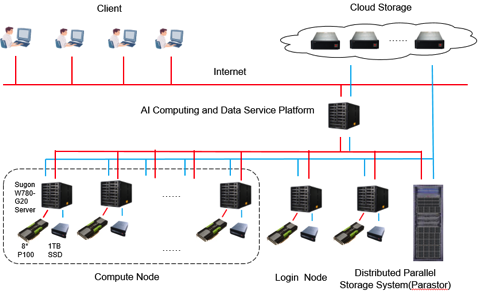 Client
Cloud Storage
Internet
AI Computing and Data Service Platform
Sugon
W780-
G20
Server
8*
P100
1TB
SSD
Compute Node
Login Node
Distributed Parallel
Storage System(Parastor)